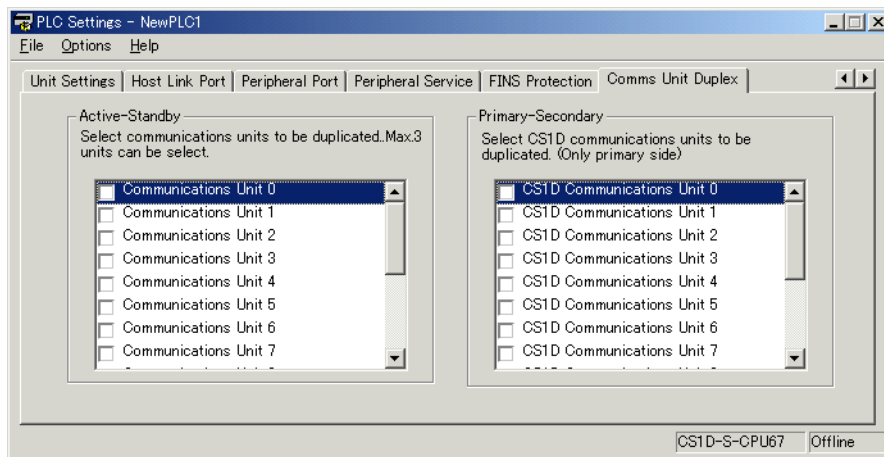 PLC Settings - NewPLC1
File Options Help
Unit Settings Host Link Port Peripheral Port Peripheral Service FINS Protection Comms Unit Duplex
Active-Standby
Select communications units to be duplicated..Max.3
units can be select.
Communications Unit 0
Communications Unit 1
Communications Unit 2
Communications Unit 3
Communications Unit 4
Communications Unit 5
Communications Unit 6
Communications Unit 7
Primary-Secondary
Select CS1D communications units to be
duplicated. (Only primary side)
CS1D Communications Unit 0
CS1D Communications Unit 1
CS1D Communications Unit 2
CS1D Communications Unit 3
CS1D Communications Unit 4
CS1D Communications Unit 5
CS1D Communications Unit 6
CS1D Communications Unit 7
CS1D-S-CPU67 Offline